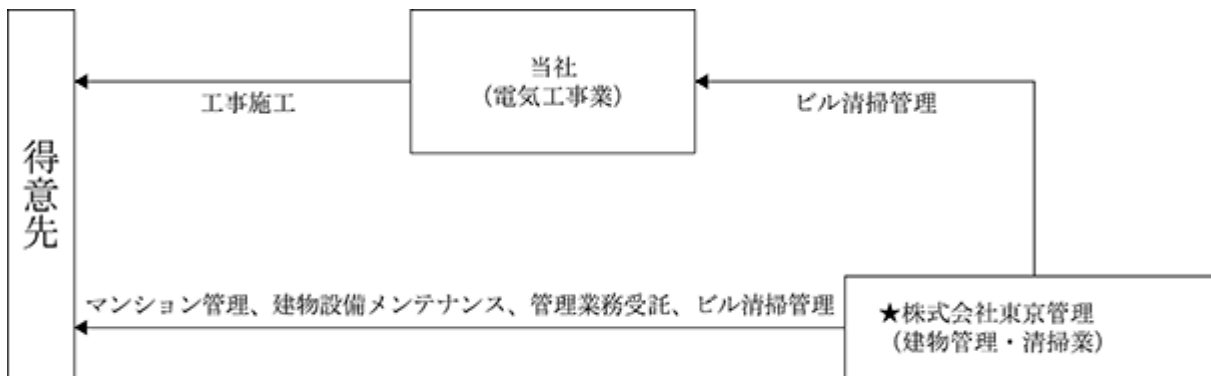 当社
(電気工事業)
工事施工
ビル清掃管理
得意先
マンション管理、建物設備メンテナンス、管理業務受託、ビル清掃管理
★株式会社東京管理
(建物管理・清掃業)